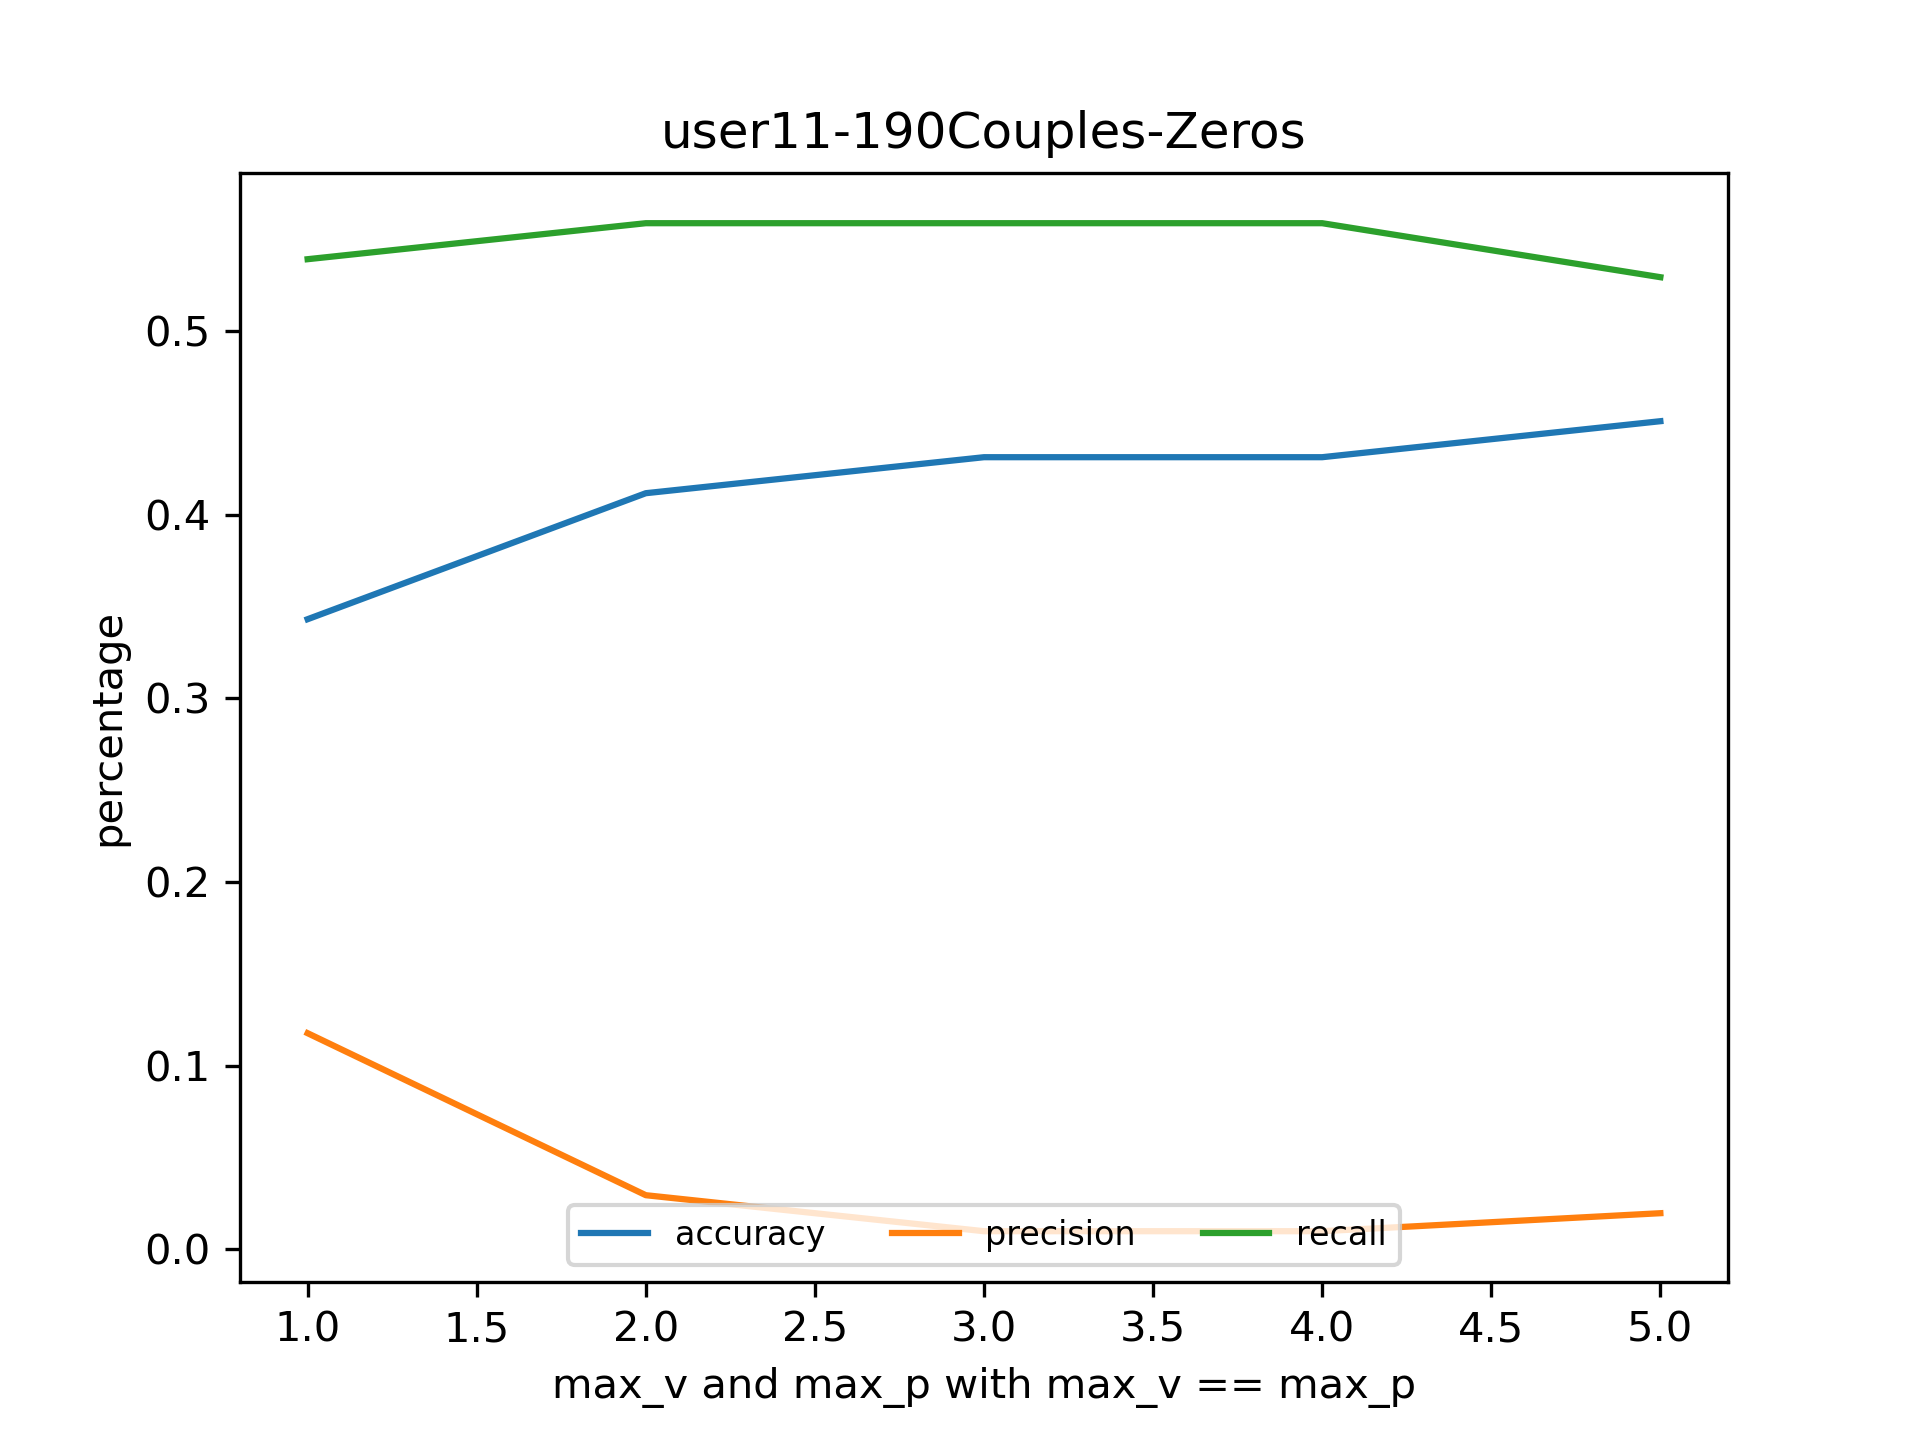 user11-190Couples-Zeros
percentage
0.5
0.4
0.3
0.2
0.1
0.0
accuracy precision recall
1.0 1.5 2.0 2.5 3.0 3.5 4.0 4.5 5.0
max_v and max_p with max_v == max_p